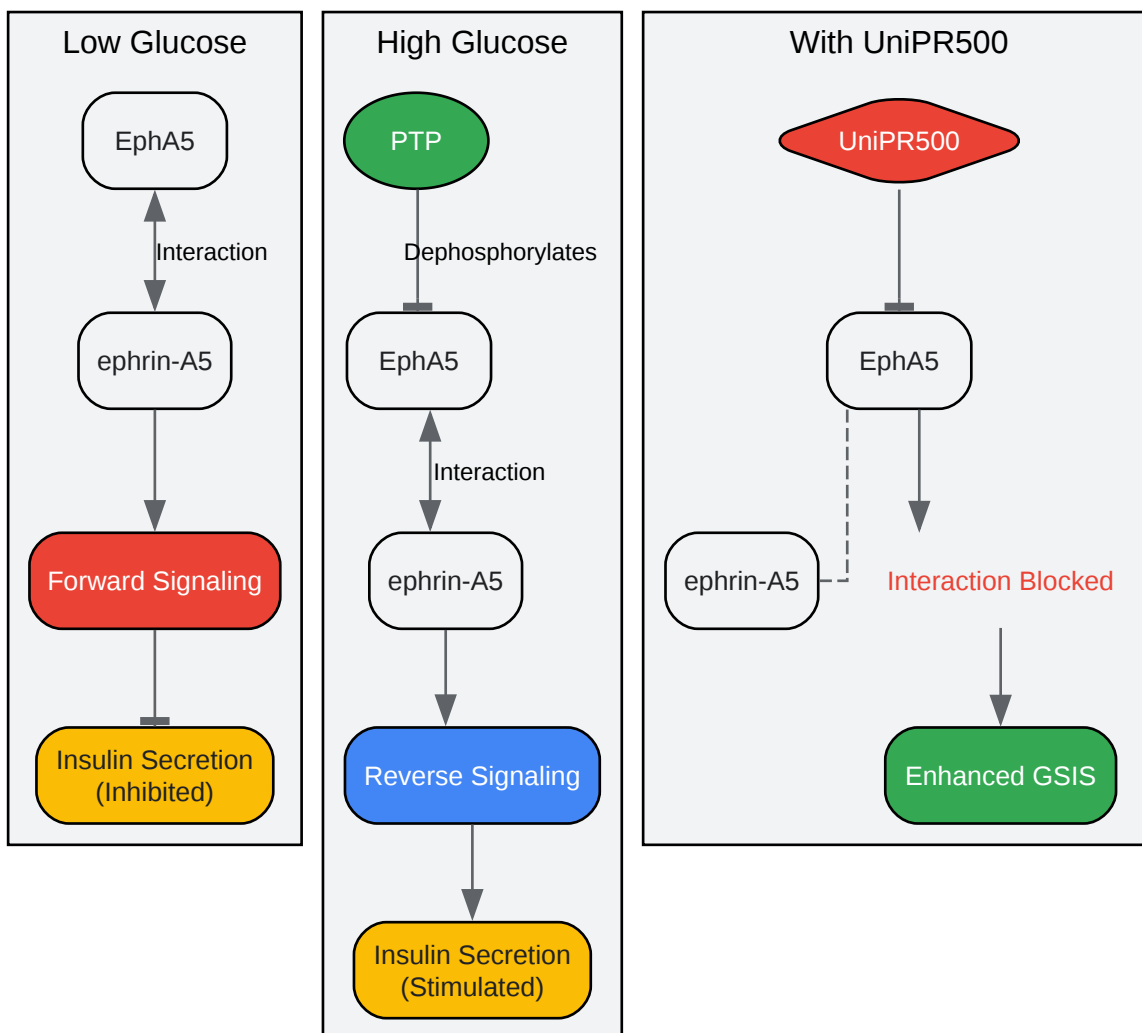 Low Glucose
EphA5
Interaction
ephrin-A5
Forward Signaling
Insulin Secretion
(Inhibited)
High Glucose
PTP
Dephosphorylates
EphA5
Interaction
ephrin-A5
Reverse Signaling
Insulin Secretion
(Stimulated)
With UniPR500
UniPR500
EphA5
ephrin-A5
Interaction Blocked
Enhanced GSIS